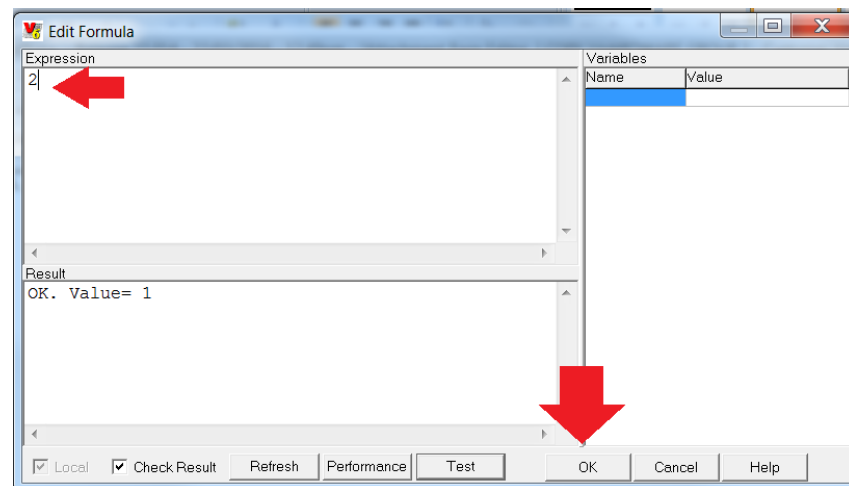 Edit Formula
Expression
2
Variables
Name Value
Result
OK. Value= 1
Local Check Result Refresh Performance Test OK Cancel Help